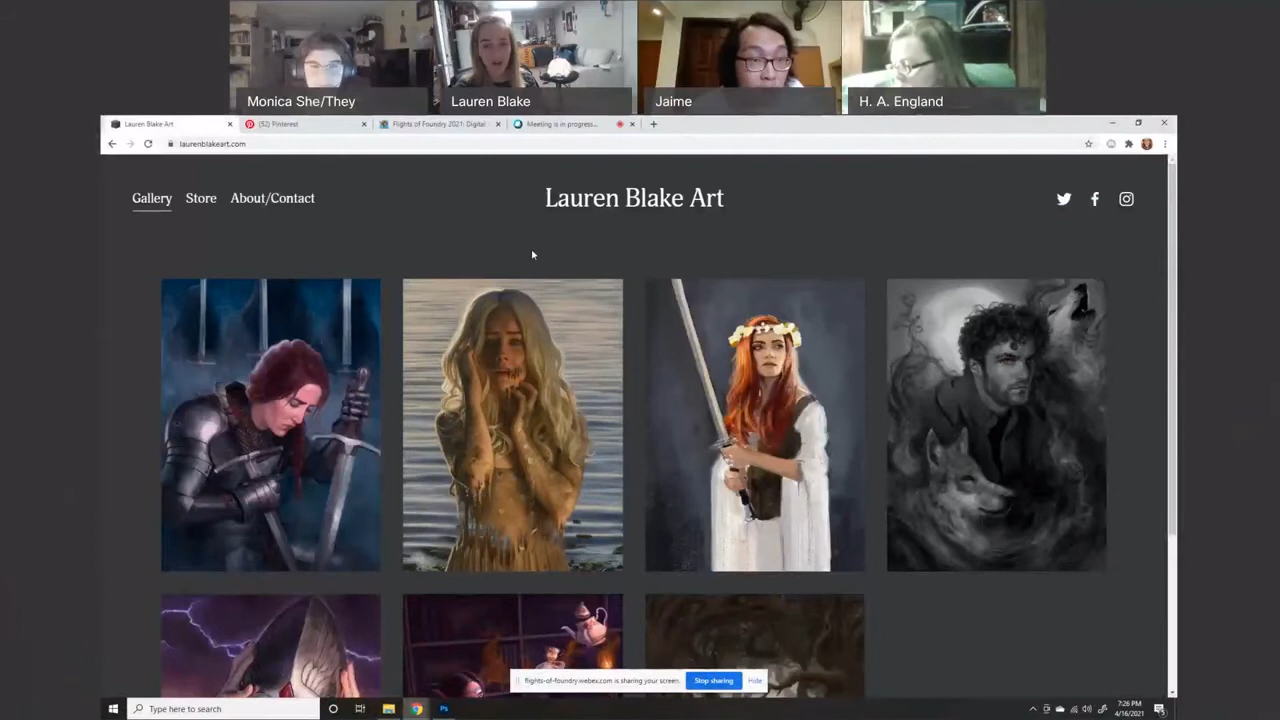 Monica She/They
Lauren Blake
Jaime
H. A. England
Lauren Blake Art
(52) Pinterest
Flights of Foundry 2021: Digital
Meeting is in progress...
laurenblakeart.com
Gallery
Store
About/Contact
Lauren Blake Art
flights-of-foundry.webex.com is sharing your screen.
Stop sharing
Hide
Type here to search
Ps
7:26 PM
4/16/2021